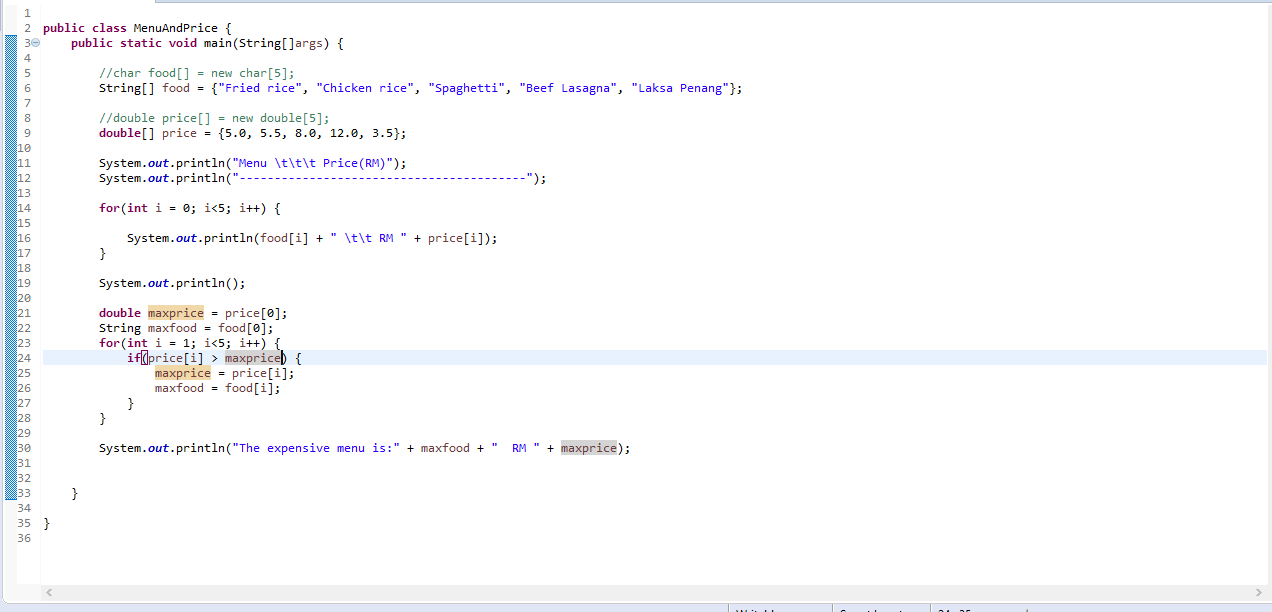 1
2 public class MenuAndPrice {
3 public static void main(String[]args) {
4
5 //char food[] = new char[5];
6 String[] food = {"Fried rice", "Chicken rice", "Spaghetti", "Beef Lasagna", "Laksa Penang"};
7
8 //double price[] = new double[5];
9 double[] price = {5.0, 5.5, 8.0, 12.0, 3.5};
10
11 System.out.println("Menu \t\t\t Price(RM)");
12 System.out.println("-----------------------------------------");
13
14 for(int i = 0; i<5; i++) {
15
16 System.out.println(food[i] + " \t\t RM " + price[i]);
17 }
18
19 System.out.println();
20
21 double maxprice = price[0];
22 String maxfood = food[0];
23 for(int i = 1; i<5; i++) {
24 if(price[i] > maxprice) {
25 maxprice = price[i];
26 maxfood = food[i];
27 }
28 }
29
30 System.out.println("The expensive menu is:" + maxfood + "  RM " + maxprice);
31
32
33 }
34
35 }
36